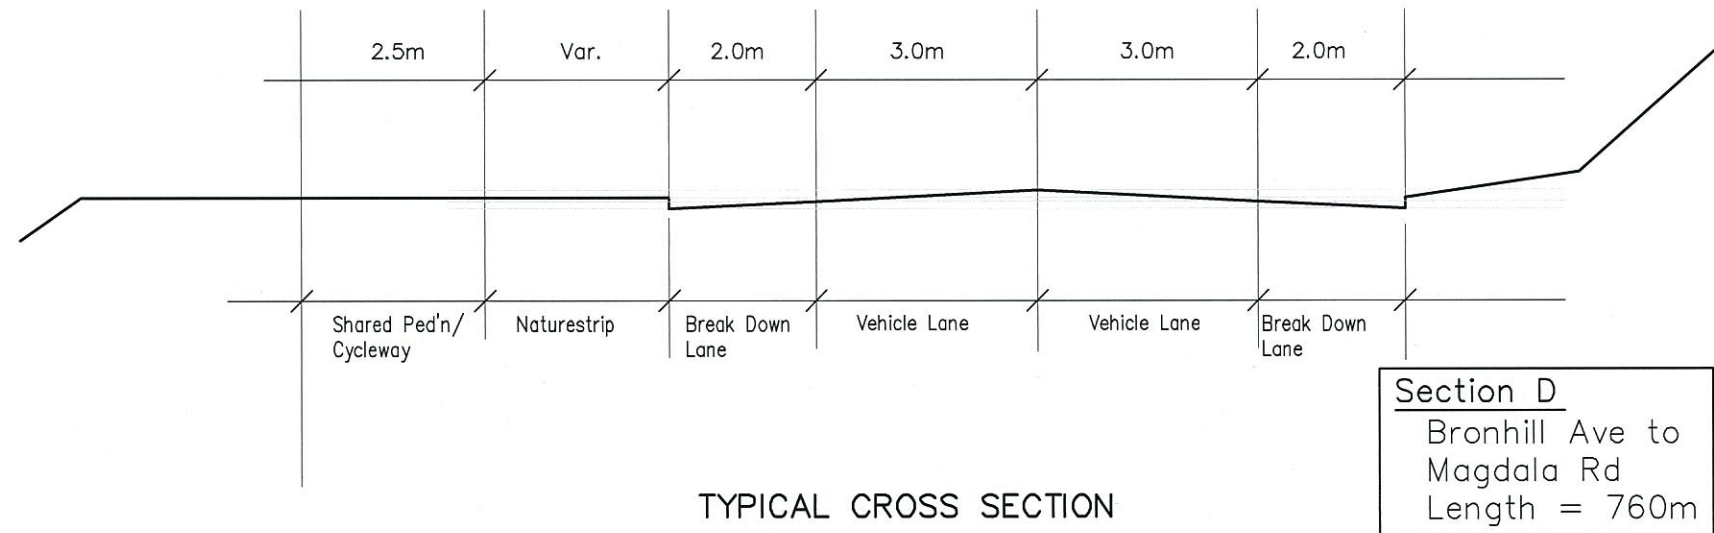 2.5m Var. 2.0m 3.0m 3.0m 2.0m
Shared Ped'n/
Cycleway
Naturestrip
Break Down
Lane
Vehicle Lane
Vehicle Lane
Break Down
Lane
Section D
Bronhill Ave to
Magdala Rd
Length = 760m
TYPICAL CROSS SECTION